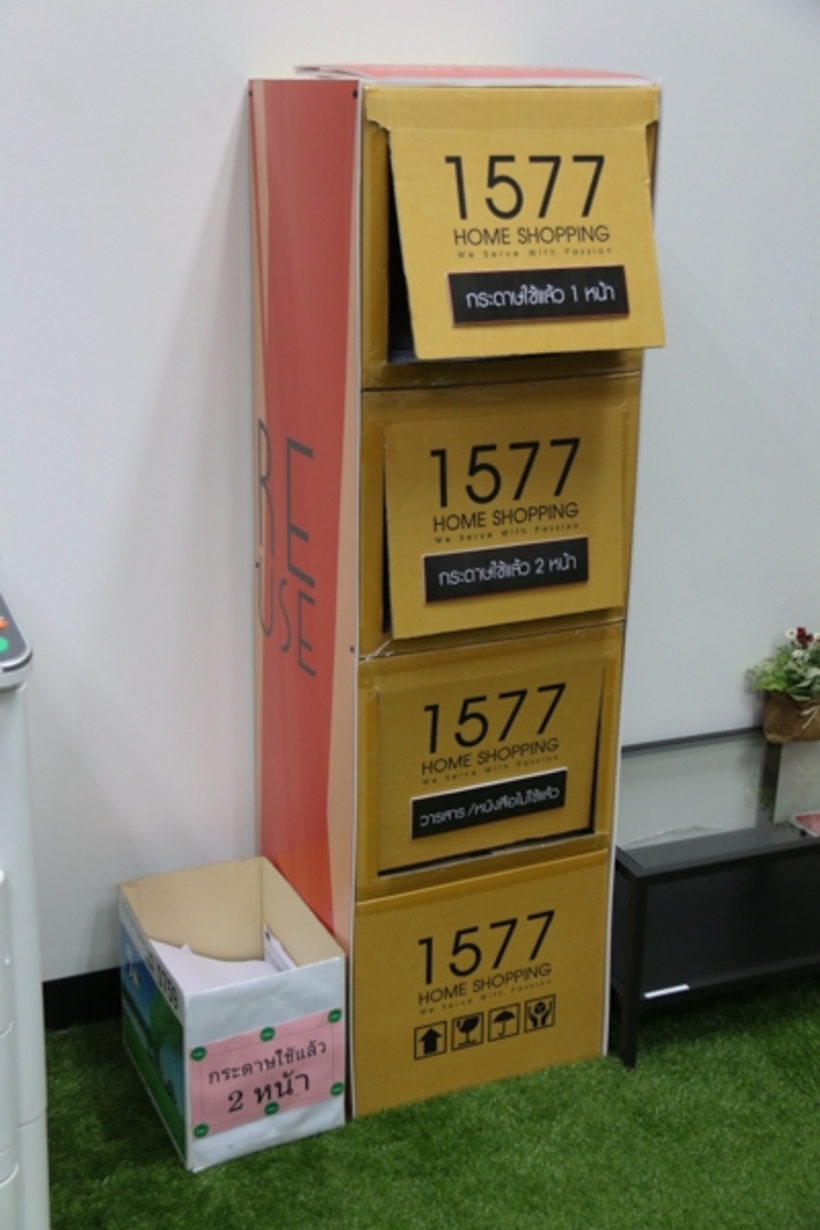 1577
HOME SHOPPING
We Serve With Passion
กระดาษใช้แล้ว 1 หน้า
1577
HOME SHOPPING
We Serve With Passion
กระดาษใช้แล้ว 2 หน้า
RE
USE
1577
HOME SHOPPING
We Serve With Passion
วารสาร/หนังสือไม่ใช้แล้ว
1577
HOME SHOPPING
We Serve With Passion
กระดาษใช้แล้ว
2 หน้า